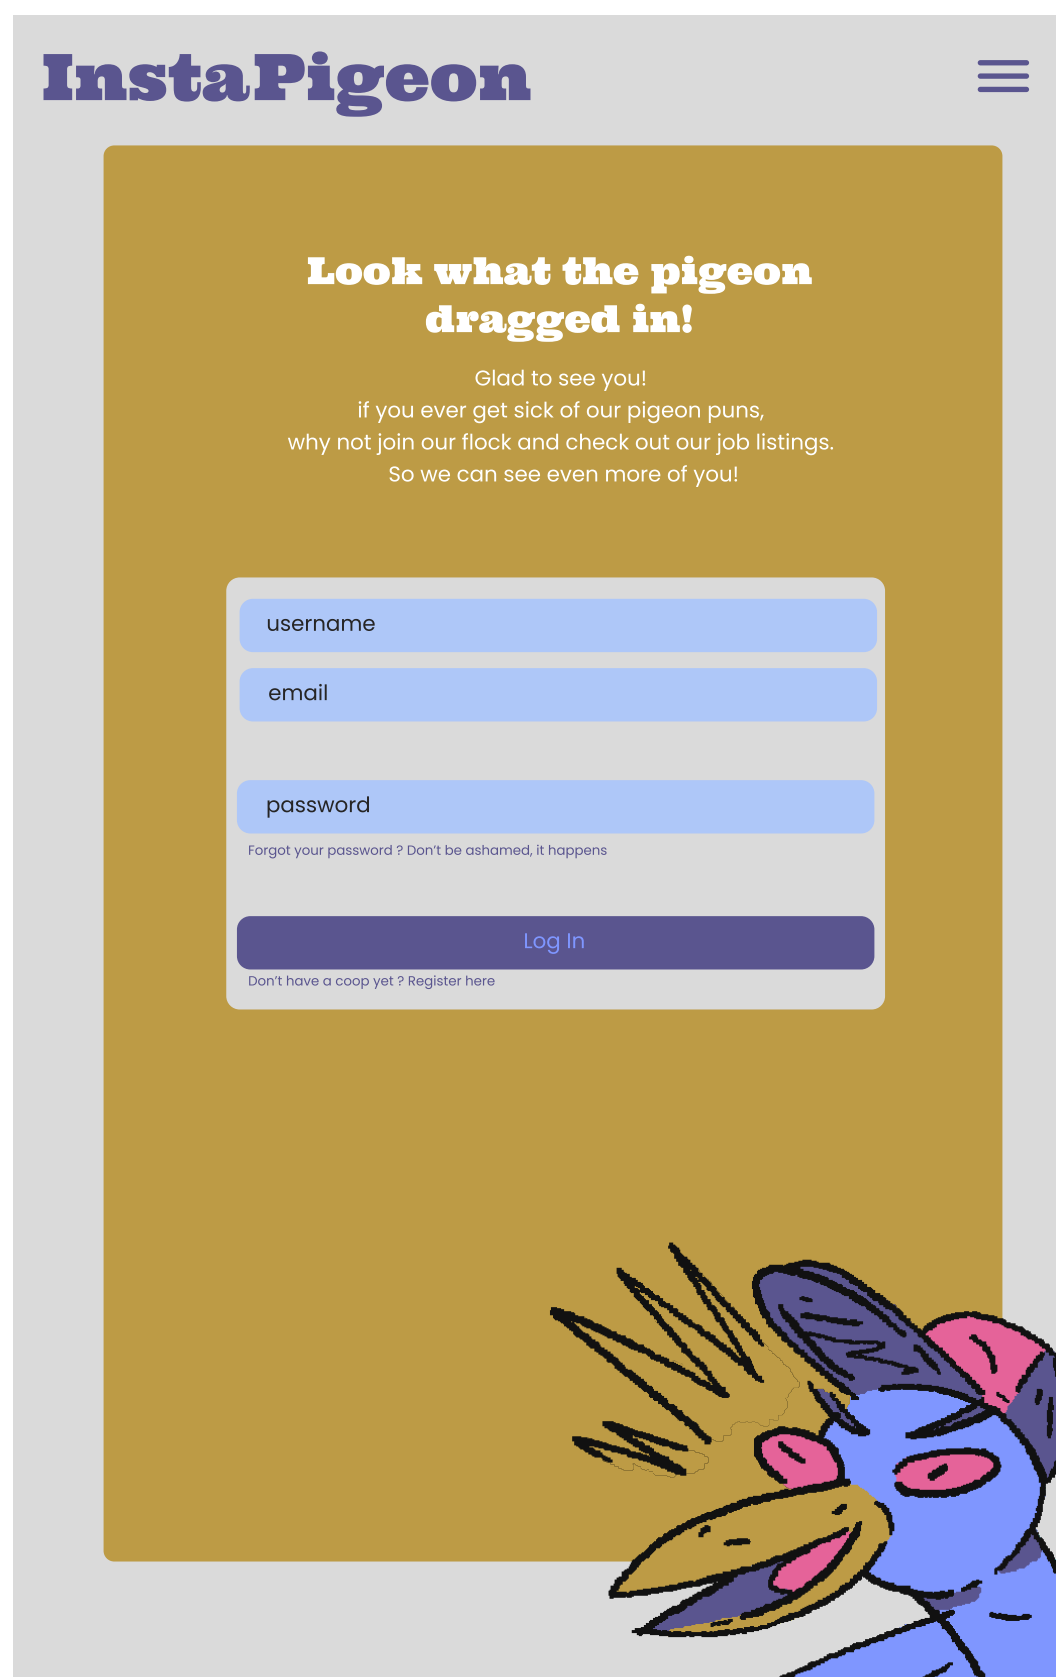 InstaPigeon
Look what the pigeon
dragged in!
Glad to see you!
if you ever get sick of our pigeon puns,
why not join our flock and check out our job listings.
So we can see even more of you!
username
email
password
Forgot your password ? Don't be ashamed, it happens
Log In
Don't have a coop yet ? Register here